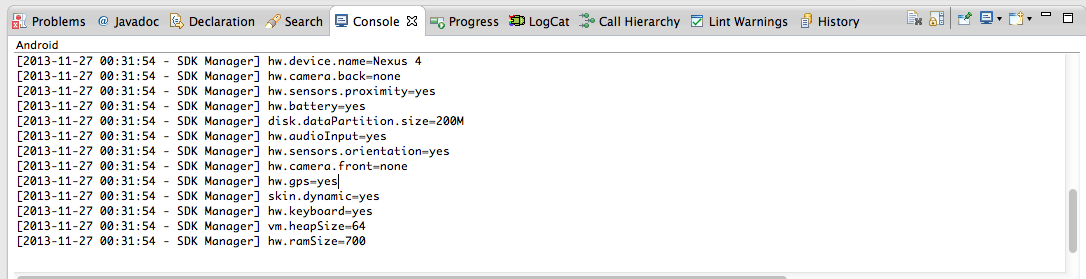 Problems @ Javadoc Declaration Search Console Progress LogCat Call Hierarchy Lint Warnings History
Android
[2013-11-27 00:31:54 - SDK Manager] hw.device.name=Nexus 4
[2013-11-27 00:31:54 - SDK Manager] hw.camera.back=none
[2013-11-27 00:31:54 - SDK Manager] hw.sensors.proximity=yes
[2013-11-27 00:31:54 - SDK Manager] hw.battery=yes
[2013-11-27 00:31:54 - SDK Manager] disk.dataPartition.size=200M
[2013-11-27 00:31:54 - SDK Manager] hw.audioInput=yes
[2013-11-27 00:31:54 - SDK Manager] hw.sensors.orientation=yes
[2013-11-27 00:31:54 - SDK Manager] hw.camera.front=none
[2013-11-27 00:31:54 - SDK Manager] hw.gps=yes
[2013-11-27 00:31:54 - SDK Manager] skin.dynamic=yes
[2013-11-27 00:31:54 - SDK Manager] hw.keyboard=yes
[2013-11-27 00:31:54 - SDK Manager] vm.heapSize=64
[2013-11-27 00:31:54 - SDK Manager] hw.ramSize=700